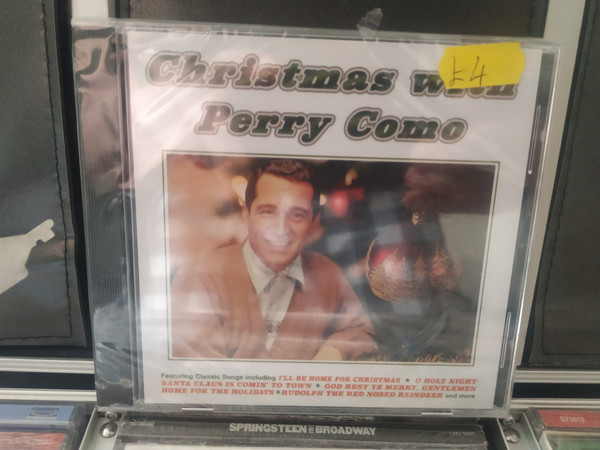 Christmas with
£4
Perry Como
Featuring Classic Songs including I'LL BE HOME FOR CHRISTMAS • O HOLY NIGHT
SANTA CLAUS IS COMIN' TO TOWN • GOD REST YE MERRY, GENTLEMEN
HOME FOR THE HOLIDAYS • RUDOLPH THE RED NOSED REINDEER and more
SPRINGSTEEN ON BROADWAY
571912